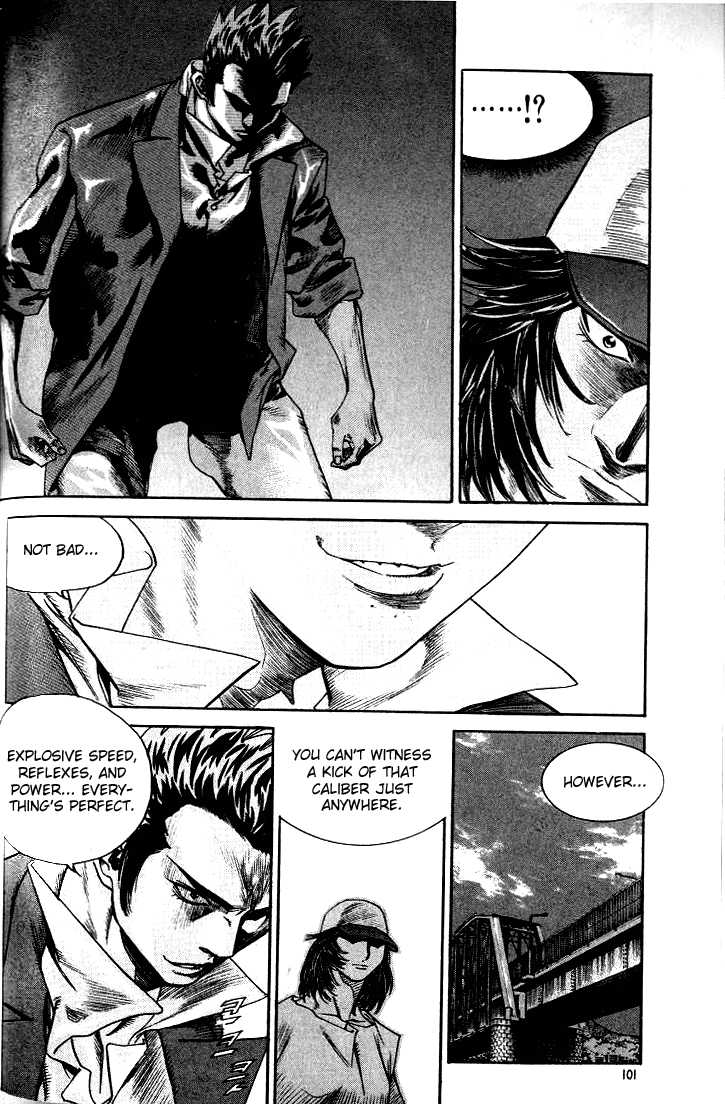 ……!?
NOT BAD...
EXPLOSIVE SPEED,
REFLEXES, AND
POWER... EVERY-
THING'S PERFECT.
YOU CAN'T WITNESS
A KICK OF THAT
CALIBER JUST
ANYWHERE.
HOWEVER...
101